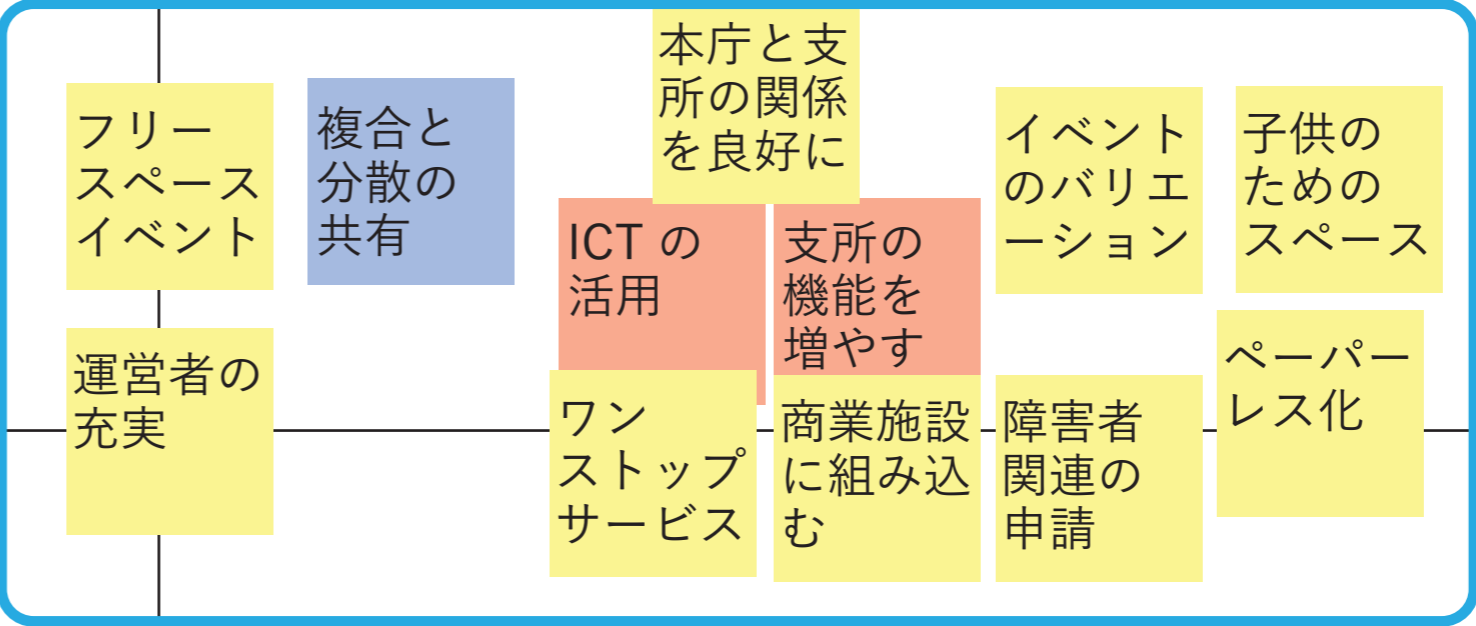 フリー
スペース
イベント
複合と
分散の
共有
本庁と支
所の関係
を良好に
ICT の
活用
支所の
機能を
増やす
イベント
のバリエ
ーション
子供の
ための
スペース
運営者の
充実
ワン
ストップ
サービス
商業施設
に組み込
む
障害者
関連の
申請
ペーパー
レス化